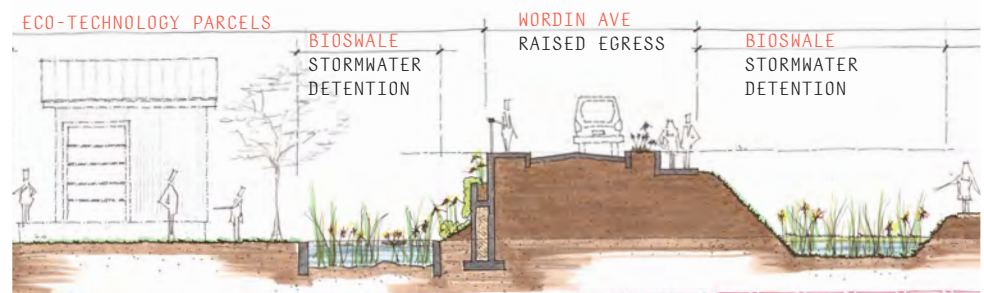 ECO-TECHNOLOGY PARCELS
BIOSWALE
STORMWATER
DETENTION
WORDIN AVE
RAISED EGRESS
BIOSWALE
STORMWATER
DETENTION